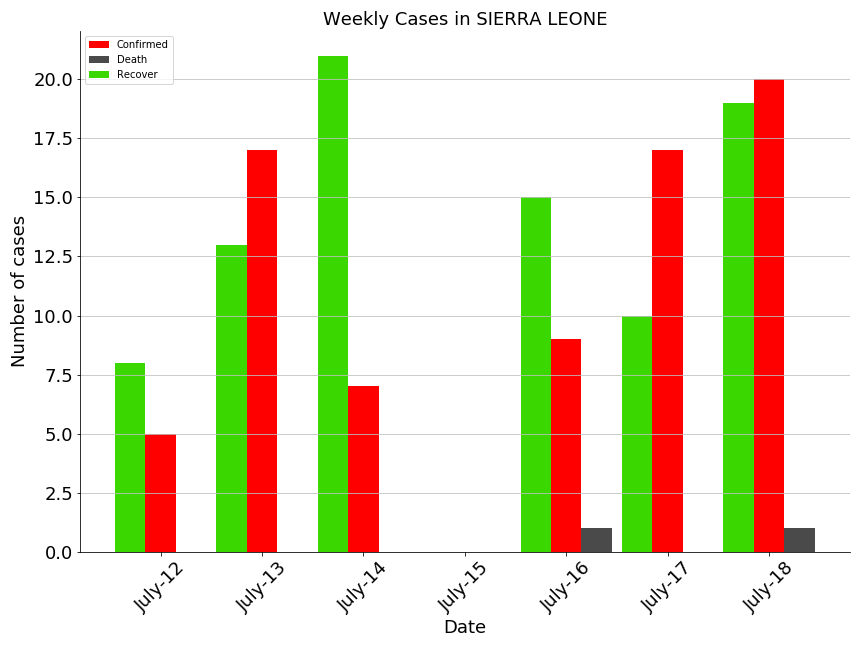 Weekly Cases in SIERRA LEONE
Confirmed
Death
Recover
Number of cases
20.0
17.5
15.0
12.5
10.0
7.5
5.0
2.5
0.0
July-12
July-13
July-14
July-15
July-16
July-17
July-18
Date